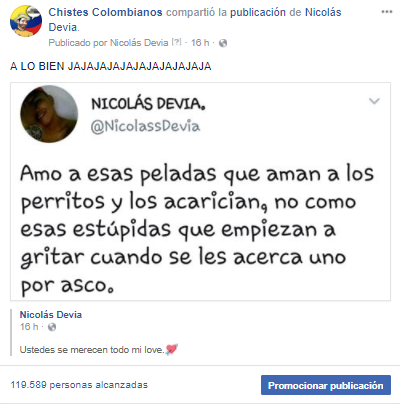 Chistes Colombianos compartió la publicación de Nicolás
Devia.
Publicado por Nicolás Devia [?] · 16 h ·
A LO BIEN JAJAJAJAJAJAJAJAJAJAJA
NICOLÁS DEVIA.
@NicolassDevia
Amo a esas peladas que aman a los
perritos y los acarician, no como
esas estúpidas que empiezan a
gritar cuando se les acerca uno
por asco.
Nicolás Devia
16 h ·
Ustedes se merecen todo mi love.💘
119.589 personas alcanzadas
Promocionar publicación